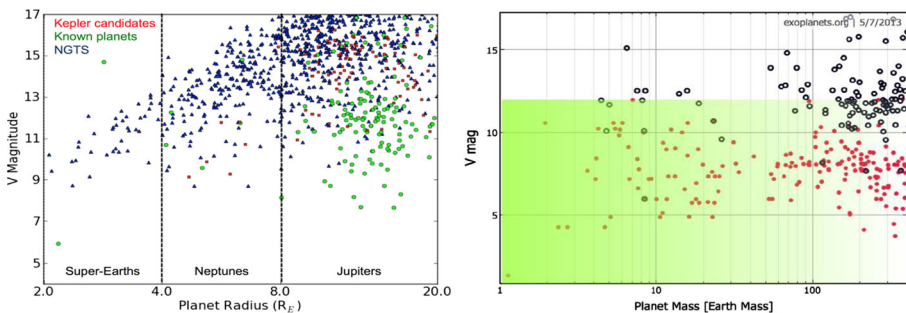 Kepler candidates
Known planets
NGTS
17
15
13
11
9
7
5
4
V Magnitude
Super-Earths
Neptunes
Jupiters
2.0
4.0
8.0
20.0
Planet Radius (R_E)
exoplanets.org | 5/7/2013
15
10
5
V mag
1
10
100
Planet Mass [Earth Mass]